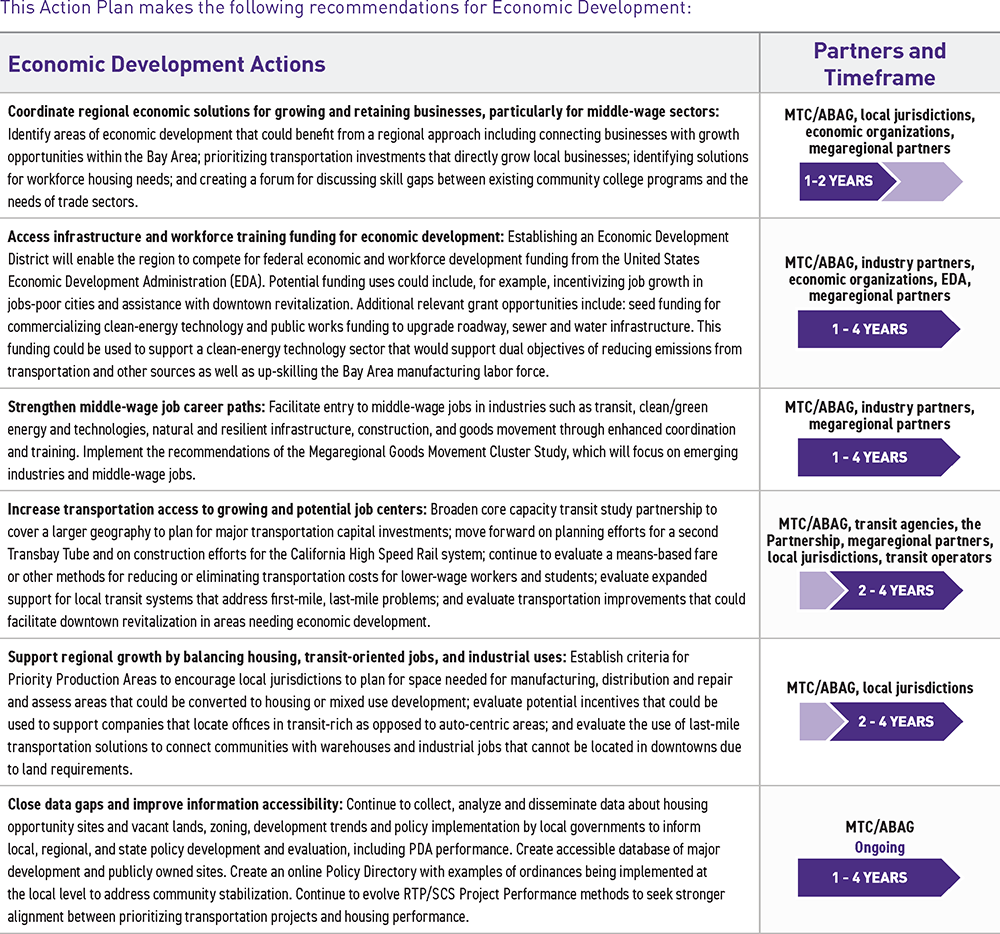 This Action Plan makes the following recommendations for Economic Development:
Economic Development Actions
Partners and
Timeframe
Coordinate regional economic solutions for growing and retaining businesses, particularly for middle-wage sectors:
Identify areas of economic development that could benefit from a regional approach including connecting businesses with growth
opportunities within the Bay Area; prioritizing transportation investments that directly grow local businesses; identifying solutions
for workforce housing needs; and creating a forum for discussing skill gaps between existing community college programs and the
needs of trade sectors.
MTC/ABAG, local jurisdictions,
economic organizations,
megaregional partners
1-2 YEARS
Access infrastructure and workforce training funding for economic development: Establishing an Economic Development
District will enable the region to compete for federal economic and workforce development funding from the United States
Economic Development Administration (EDA). Potential funding uses could include, for example, incentivizing job growth in
jobs-poor cities and assistance with downtown revitalization. Additional relevant grant opportunities include: seed funding for
commercializing clean-energy technology and public works funding to upgrade roadway, sewer and water infrastructure. This
funding could be used to support a clean-energy technology sector that would support dual objectives of reducing emissions from
transportation and other sources as well as up-skilling the Bay Area manufacturing labor force.
MTC/ABAG, industry partners,
economic organizations, EDA,
megaregional partners
1 - 4 YEARS
Strengthen middle-wage job career paths: Facilitate entry to middle-wage jobs in industries such as transit, clean/green
energy and technologies, natural and resilient infrastructure, construction, and goods movement through enhanced coordination
and training. Implement the recommendations of the Megaregional Goods Movement Cluster Study, which will focus on emerging
industries and middle-wage jobs.
MTC/ABAG, industry partners,
megaregional partners
1 - 4 YEARS
Increase transportation access to growing and potential job centers: Broaden core capacity transit study partnership to
cover a larger geography to plan for major transportation capital investments; move forward on planning efforts for a second
Transbay Tube and on construction efforts for the California High Speed Rail system; continue to evaluate a means-based fare
or other methods for reducing or eliminating transportation costs for lower-wage workers and students; evaluate expanded
support for local transit systems that address first-mile, last-mile problems; and evaluate transportation improvements that could
facilitate downtown revitalization in areas needing economic development.
MTC/ABAG, transit agencies, the
Partnership, megaregional partners,
local jurisdictions, transit operators
2 - 4 YEARS
Support regional growth by balancing housing, transit-oriented jobs, and industrial uses: Establish criteria for
Priority Production Areas to encourage local jurisdictions to plan for space needed for manufacturing, distribution and repair
and assess areas that could be converted to housing or mixed use development; evaluate potential incentives that could be
used to support companies that locate offices in transit-rich as opposed to auto-centric areas; and evaluate the use of last-mile
transportation solutions to connect communities with warehouses and industrial jobs that cannot be located in downtowns due
to land requirements.
MTC/ABAG, local jurisdictions
2 - 4 YEARS
Close data gaps and improve information accessibility: Continue to collect, analyze and disseminate data about housing
opportunity sites and vacant lands, zoning, development trends and policy implementation by local governments to inform
local, regional, and state policy development and evaluation, including PDA performance. Create accessible database of major
development and publicly owned sites. Create an online Policy Directory with examples of ordinances being implemented at
the local level to address community stabilization. Continue to evolve RTP/SCS Project Performance methods to seek stronger
alignment between prioritizing transportation projects and housing performance.
MTC/ABAG
Ongoing
1 - 4 YEARS